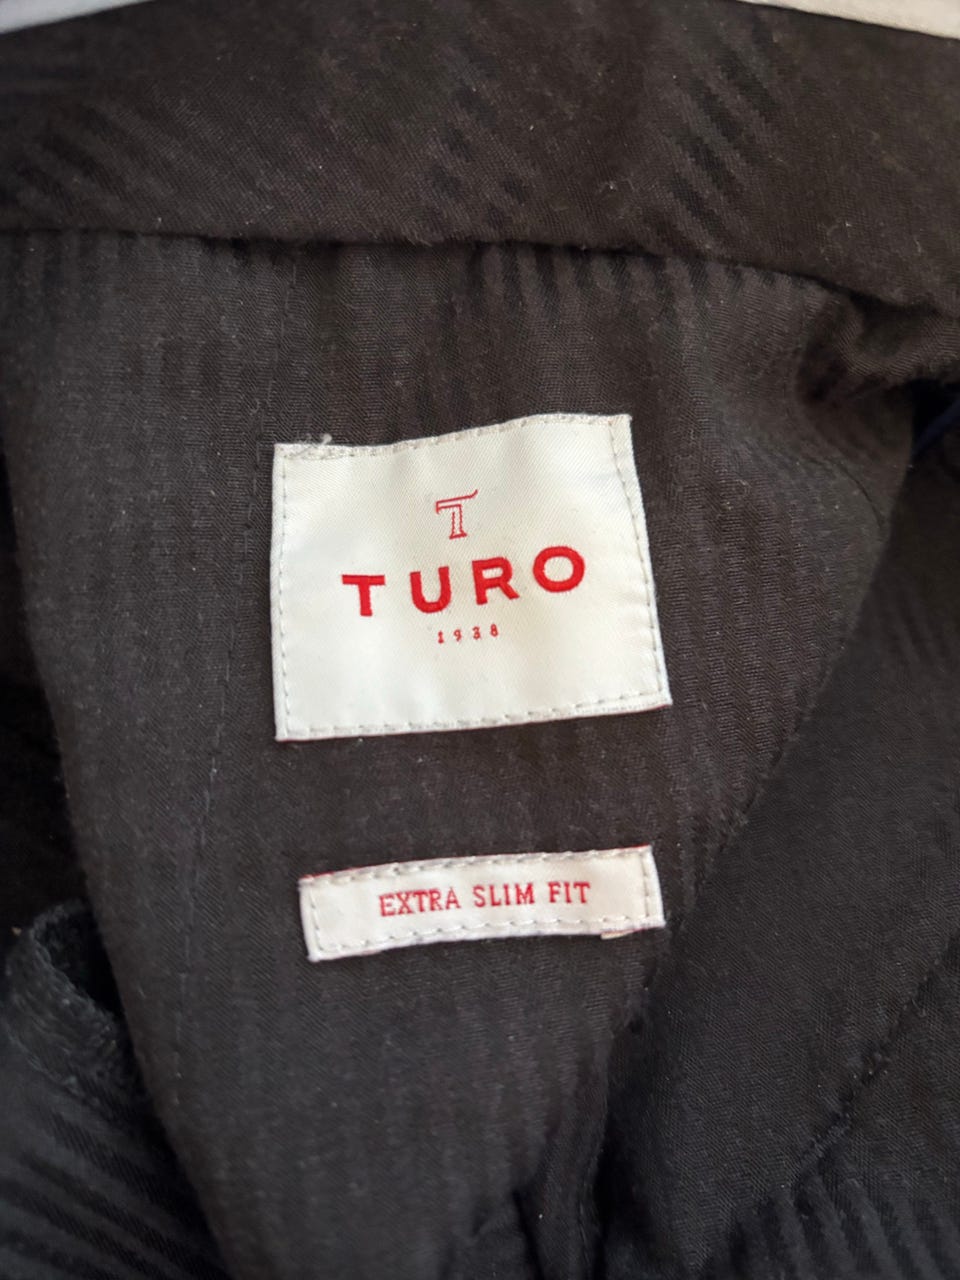 T
TURO
1938
EXTRA SLIM FIT